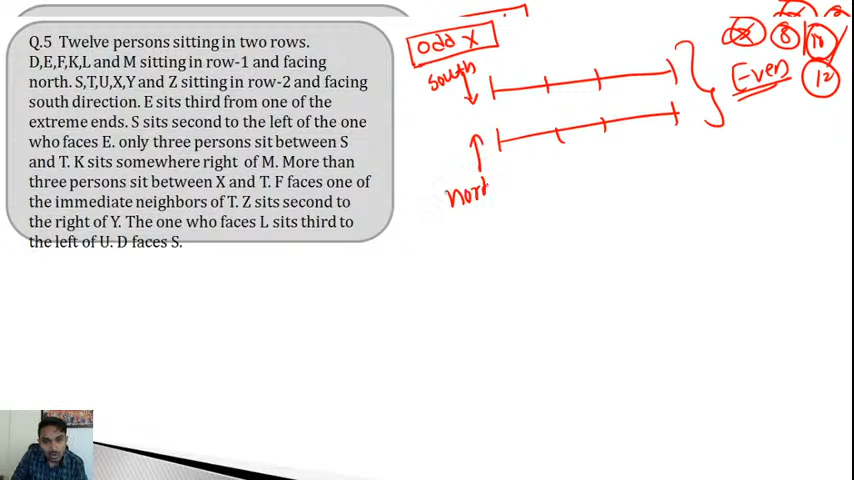 Q.5 Twelve persons sitting in two rows.
D,E,F,K,L and M sitting in row-1 and facing
north. S,T,U,X,Y and Z sitting in row-2 and facing
south direction. E sits third from one of the
extreme ends. S sits second to the left of the one
who faces E. only three persons sit between S
and T. K sits somewhere right of M. More than
three persons sit between X and T. F faces one of
the immediate neighbors of T. Z sits second to
the right of Y. The one who faces L sits third to
the left of U. D faces S.
odd X
south
nort
8
10
Even
12